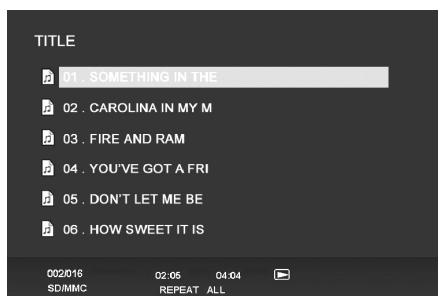 TITLE
01 . SOMETHING IN THE
02 . CAROLINA IN MY M
03 . FIRE AND RAM
04 . YOU'VE GOT A FRI
05 . DON'T LET ME BE
06 . HOW SWEET IT IS
002/016 02:05 04:04
SD/MMC REPEAT ALL